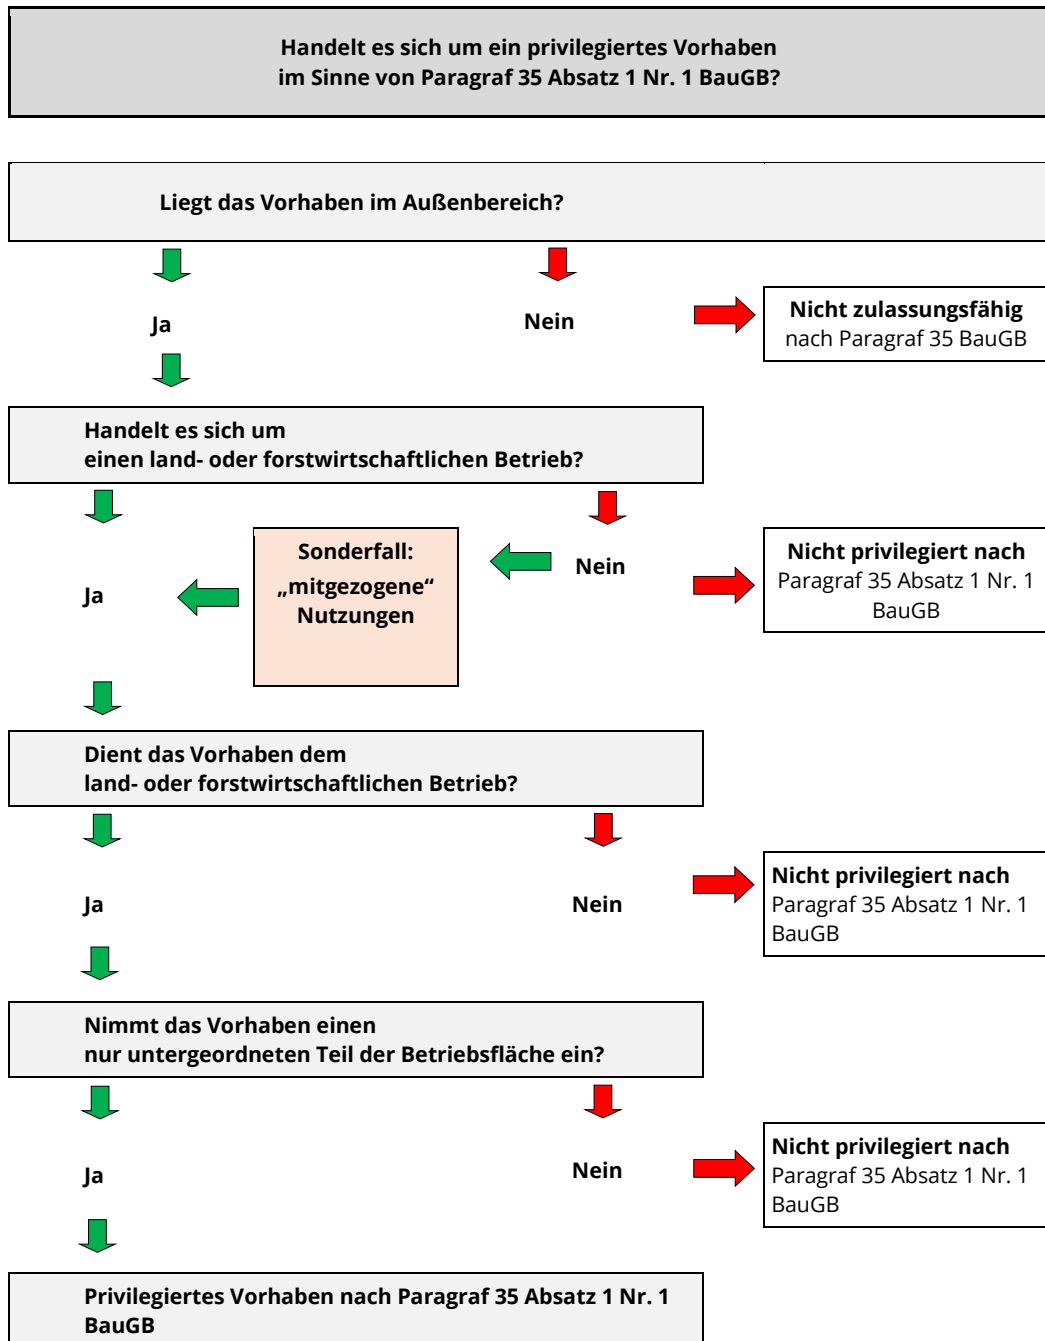 Handelt es sich um ein privilegiertes Vorhaben
im Sinne von Paragraf 35 Absatz 1 Nr. 1 BauGB?
Liegt das Vorhaben im Außenbereich?
Ja
Nein
Nicht zulassungsfähig
nach Paragraf 35 BauGB
Handelt es sich um
einen land- oder forstwirtschaftlichen Betrieb?
Ja
Sonderfall:
„mitgezogene“
Nutzungen
Nein
Nicht privilegiert nach
Paragraf 35 Absatz 1 Nr. 1
BauGB
Dient das Vorhaben dem
land- oder forstwirtschaftlichen Betrieb?
Ja
Nein
Nicht privilegiert nach
Paragraf 35 Absatz 1 Nr. 1
BauGB
Nimmt das Vorhaben einen
nur untergeordneten Teil der Betriebsfläche ein?
Ja
Nein
Nicht privilegiert nach
Paragraf 35 Absatz 1 Nr. 1
BauGB
Privilegiertes Vorhaben nach Paragraf 35 Absatz 1 Nr. 1
BauGB